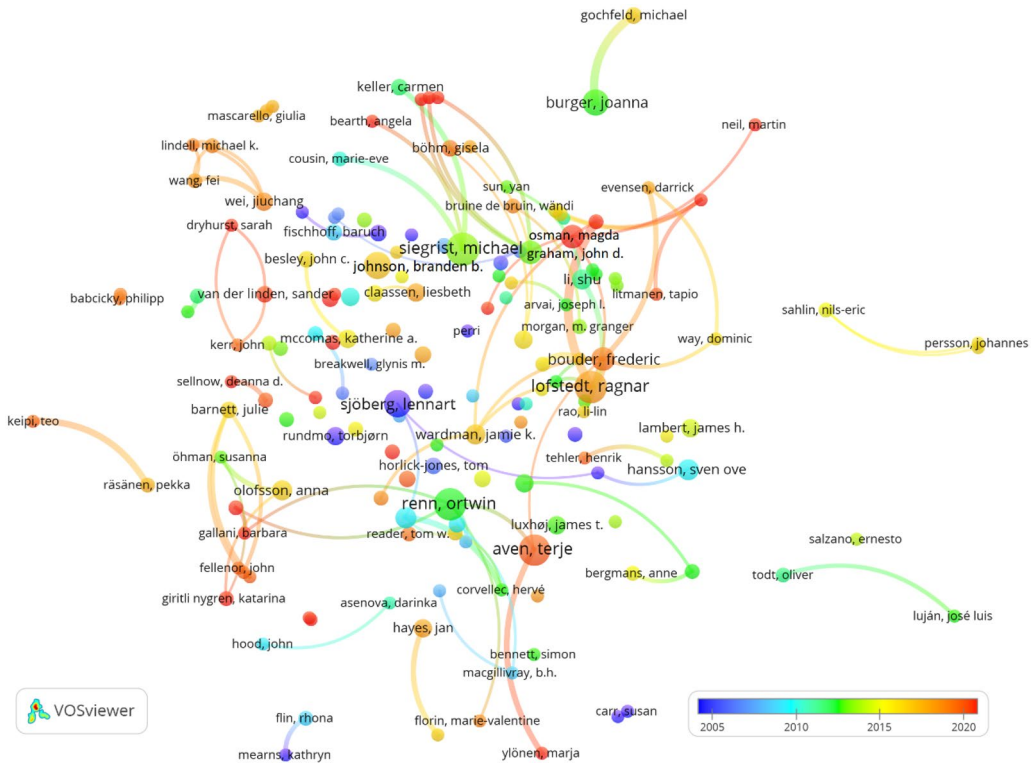 gochfeld, michael
keller, carmen
burger, joanna
mascarello, giulia
bearth, angela
neil, martin
lindell, michael k.
böhm, gisela
cousin, marie-eve
wang, fei
sun, yan
evensen, darrick
wei, jiuchang
bruine de bruin, wändi
dryhurst, sarah
fischhoff, baruch
osman, magda
siegrist, michael
graham, john d.
besley, john c.
johnson, branden b.
li, shu
babcicky, philipp
van der linden, sander
claassen, liesbeth
litmanen, tapio
arvai, joseph l.
sahlin, nils-eric
morgan, m. granger
perri
mccomas, katherine a.
way, dominic
kerr, john
persson, johannes
breakwell, glynis m.
bouder, frederic
sellnow, deanna d.
lofstedt, ragnar
sjöberg, lennart
barnett, julie
rao, li-lin
keipi, teo
lambert, james h.
rundmo, torbjørn
wardman, jamie k.
öhman, susanna
tehler, henrik
horlick-jones, tom
hansson, sven ove
räsänen, pekka
olofsson, anna
renn, ortwin
luxhøj, james t.
gallani, barbara
reader, tom w.
salzano, ernesto
aven, terje
fellenor, john
bergmans, anne
todt, oliver
corvellec, hervé
giritli nygren, katarina
asenova, darinka
luján, josé luis
hayes, jan
hood, john
bennett, simon
macgillivray, b.h.
VOSviewer
carr, susan
flin, rhona
florin, marie-valentine
2005 2010 2015 2020
mearns, kathryn
ylönen, marja